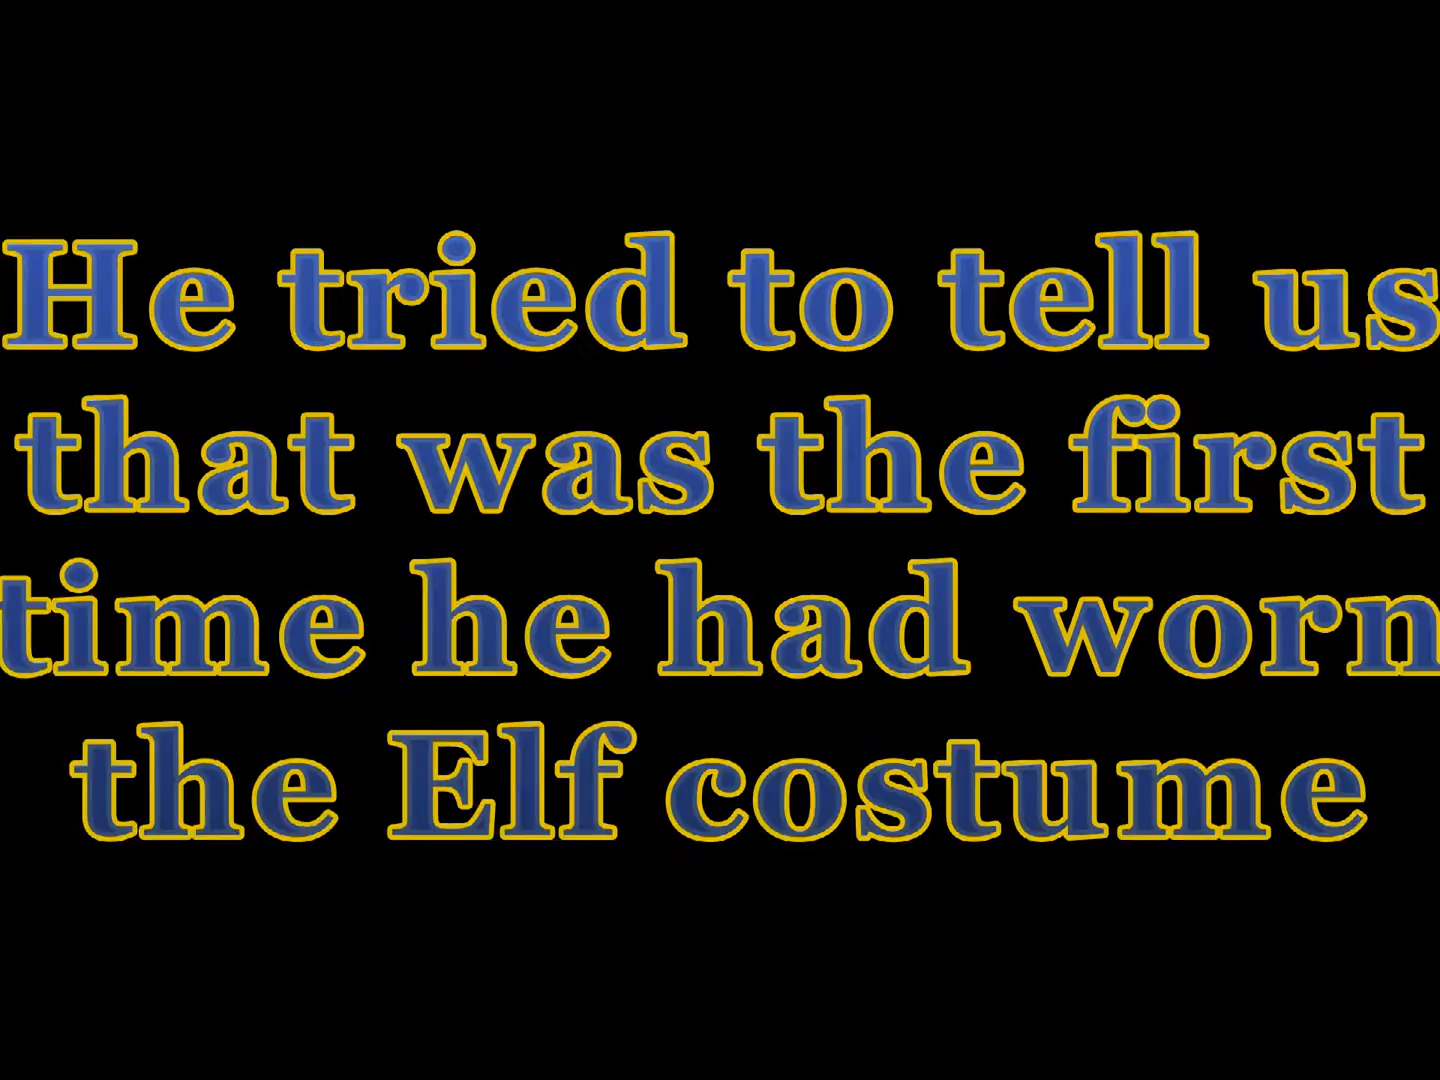 He tried to tell us
that was the first
time he had worn
the Elf costume